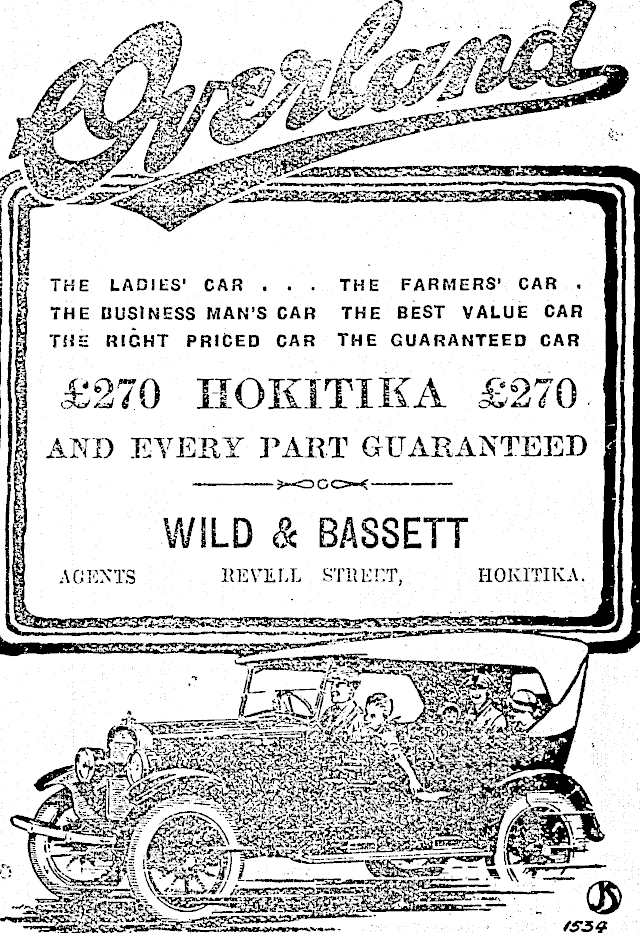 Overland
THE LADIES' CAR . . . THE FARMERS' CAR .
THE BUSINESS MAN'S CAR THE BEST VALUE CAR
THE RIGHT PRICED CAR THE GUARANTEED CAR
£270 HOKITIKA £270
AND EVERY PART GUARANTEED
WILD & BASSETT
AGENTS REVELL STREET, HOKITIKA.
JS
1534